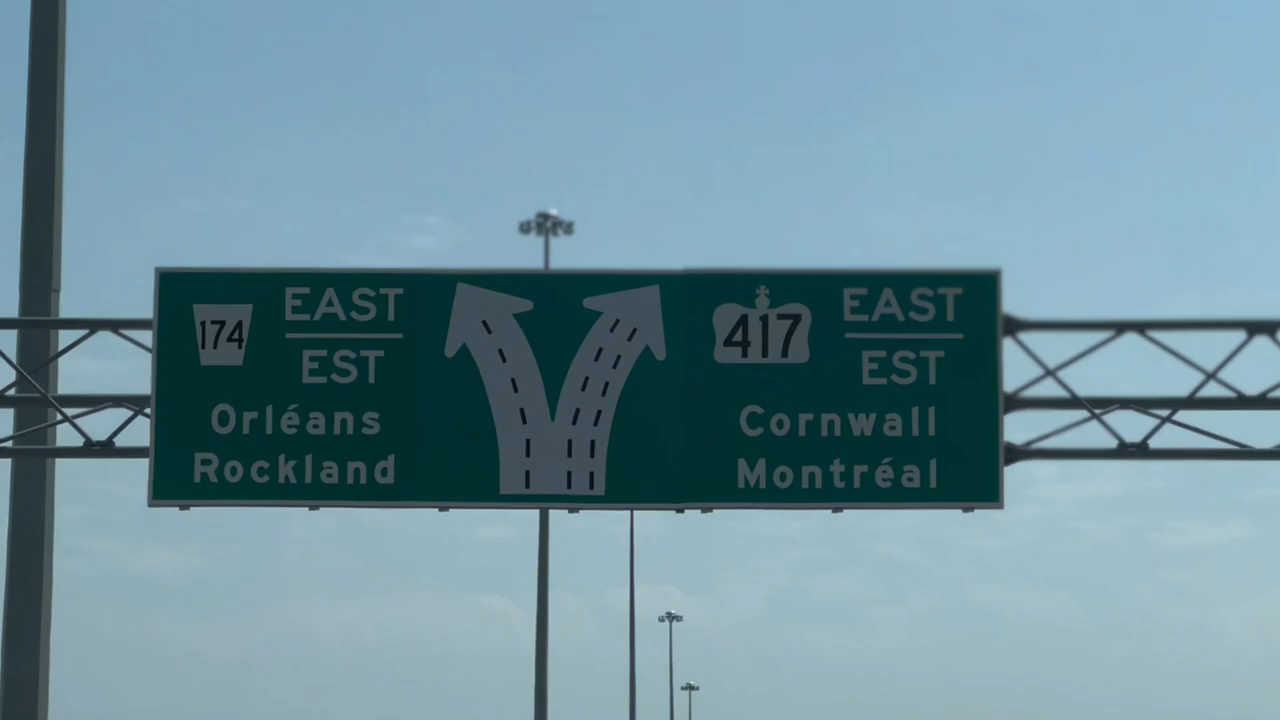 174
EAST
EST
Orléans
Rockland
417
EAST
EST
Cornwall
Montréal